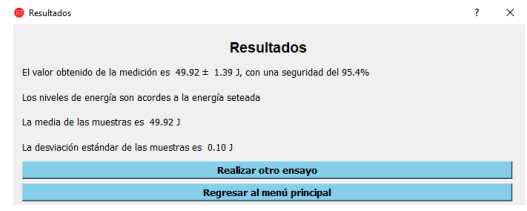 Resultados
?
×
Resultados
El valor obtenido de la medición es 49.92 ± 1.39 J, con una seguridad del 95.4%
Los niveles de energía son acordes a la energía seteada
La media de las muestras es 49.92 J
La desviación estándar de las muestras es 0.10 J
Realizar otro ensayo
Regresar al menú principal